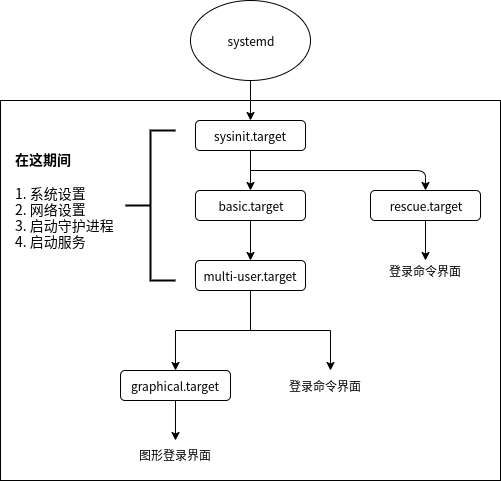 systemd
sysinit.target
在这期间
1. 系统设置
2. 网络设置
3. 启动守护进程
4. 启动服务
basic.target
rescue.target
multi-user.target
登录命令界面
graphical.target
登录命令界面
图形登录界面